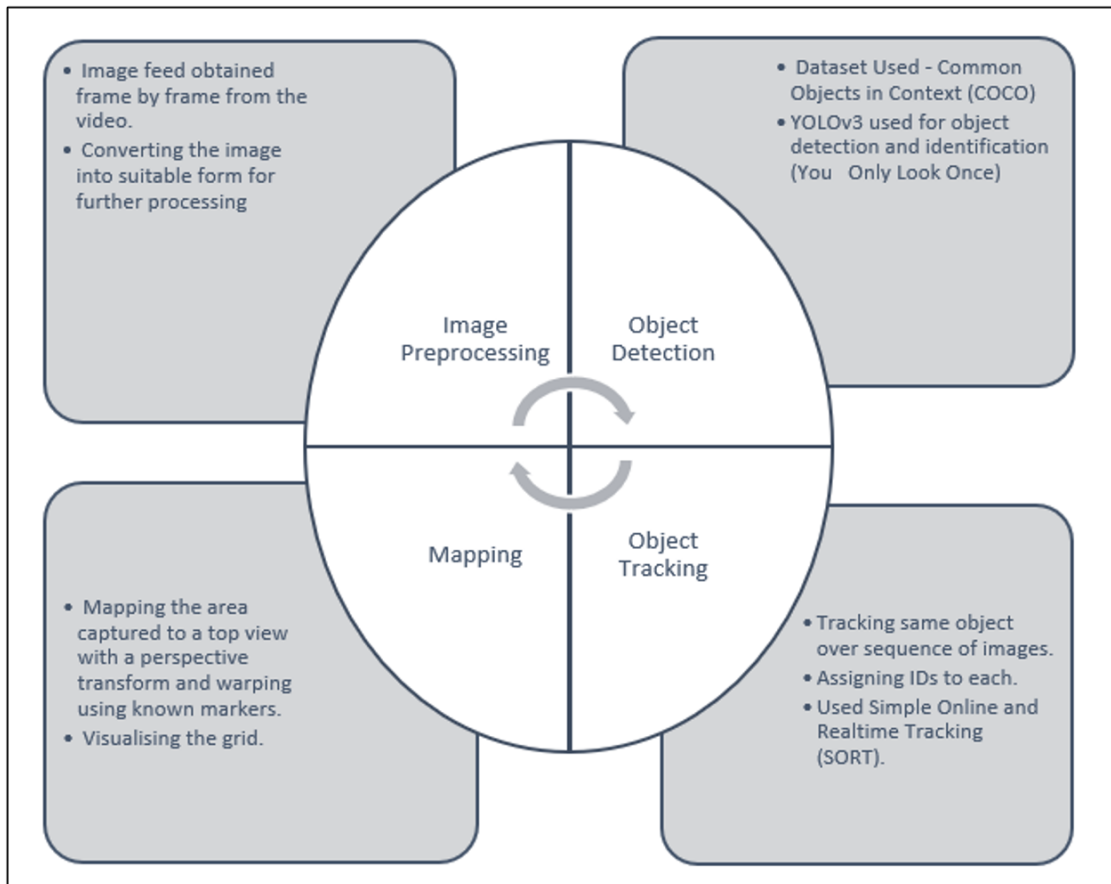 • Image feed obtained
frame by frame from the
video.
• Converting the image
into suitable form for
further processing
• Dataset Used - Common
Objects in Context (COCO)
• YOLOv3 used for object
detection and identification
(You Only Look Once)
Image
Preprocessing
Object
Detection
Mapping
Object
Tracking
• Mapping the area
captured to a top view
with a perspective
transform and warping
using known markers.
• Visualising the grid.
• Tracking same object
over sequence of images.
• Assigning IDs to each.
• Used Simple Online and
Realtime Tracking
(SORT).